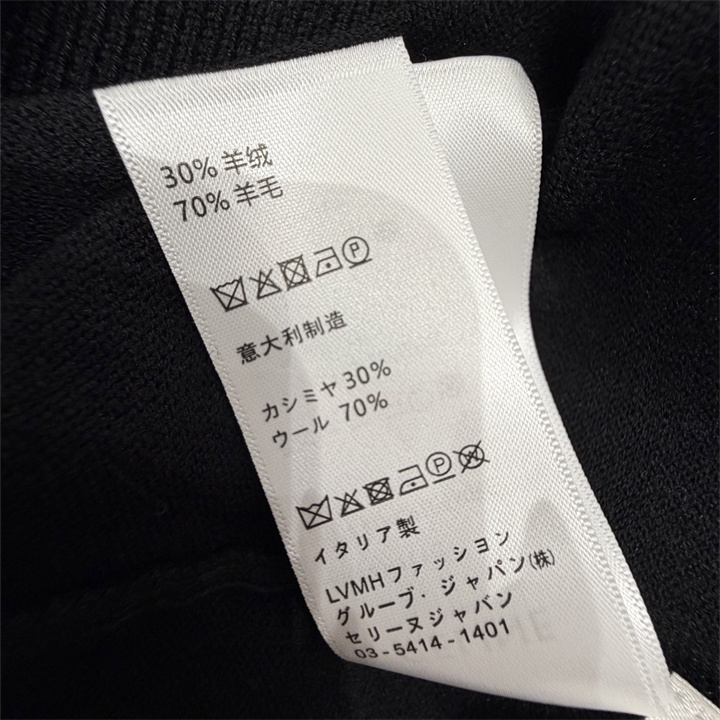 30% 羊绒
70% 羊毛
意大利制造
カシミヤ 30%
ウール 70%
イタリア製
LVMHファッション
グループ・ジャパン(株)
セリーヌジャパン
03-5414-1401